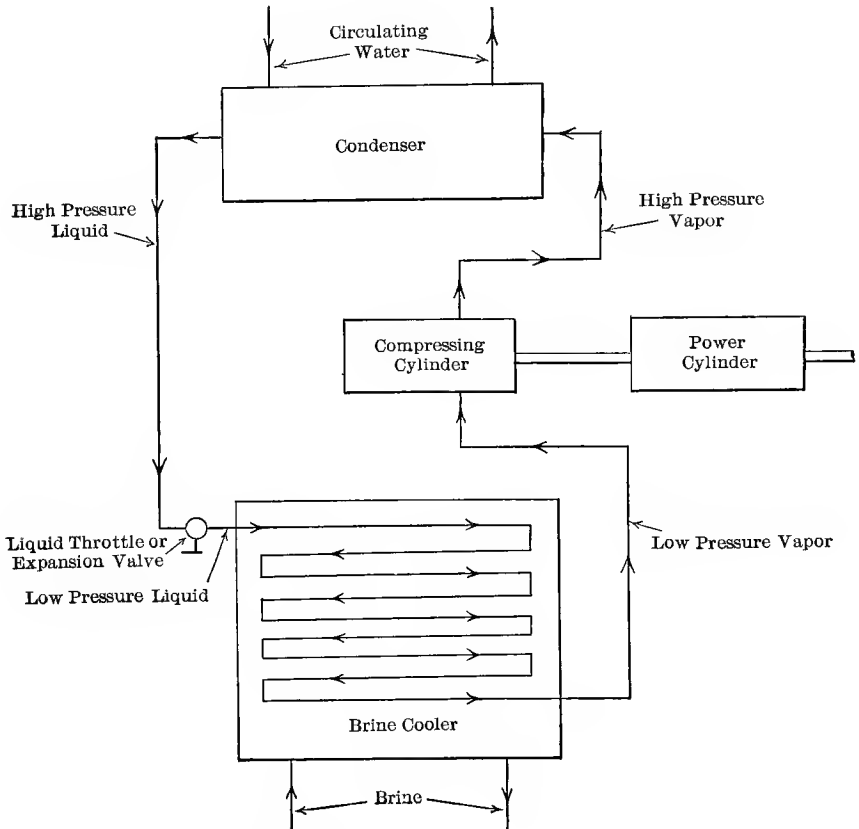 Circulating
Water
Condenser
High Pressure
Liquid
High Pressure
Vapor
Compressing
Cylinder
Power
Cylinder
Liquid Throttle or
Expansion Valve
Low Pressure Liquid
Low Pressure Vapor
Brine Cooler
Brine